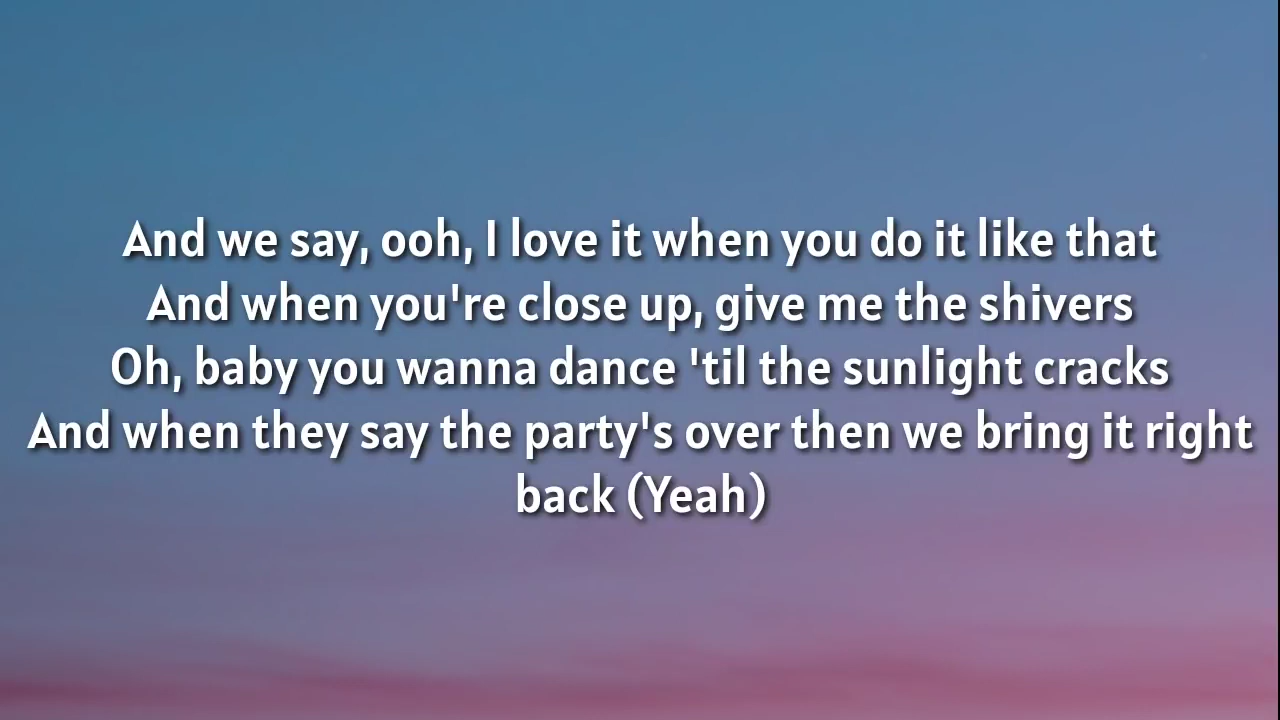 And we say, ooh, I love it when you do it like that
And when you're close up, give me the shivers
Oh, baby you wanna dance 'til the sunlight cracks
And when they say the party's over then we bring it right
back (Yeah)